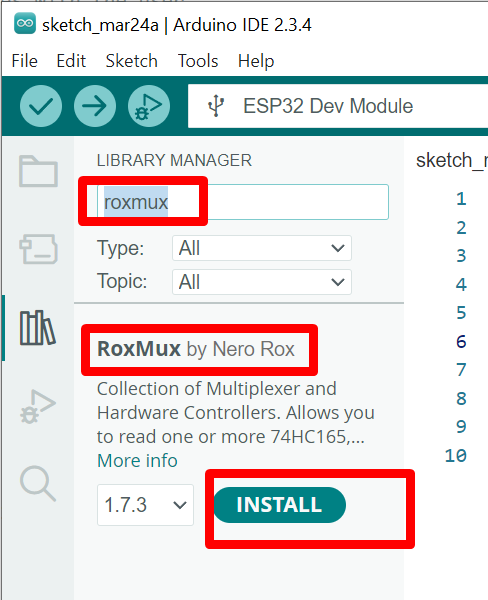 sketch_mar24a | Arduino IDE 2.3.4
File Edit Sketch Tools Help
ESP32 Dev Module
LIBRARY MANAGER
roxmux
Type: All
Topic: All
RoxMux by Nero Rox
Collection of Multiplexer and
Hardware Controllers. Allows you
to read one or more 74HC165,...
More info
1.7.3
INSTALL
sketch_m
1
2
3
4
5
6
7
8
9
10